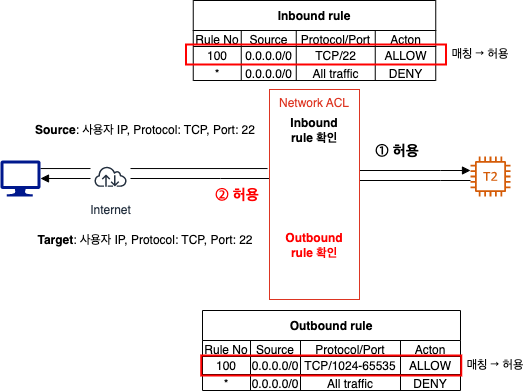 Inbound rule
Rule No Source Protocol/Port Acton
100 0.0.0.0/0 TCP/22 ALLOW
* 0.0.0.0/0 All traffic DENY
매칭 → 허용
Network ACL
Inbound
rule 확인
Source: 사용자 IP, Protocol: TCP, Port: 22
① 허용
T2
② 허용
Internet
Target: 사용자 IP, Protocol: TCP, Port: 22
Outbound
rule 확인
Outbound rule
Rule No Source Protocol/Port Acton
100 0.0.0.0/0 TCP/1024-65535 ALLOW
* 0.0.0.0/0 All traffic DENY
매칭 → 허용